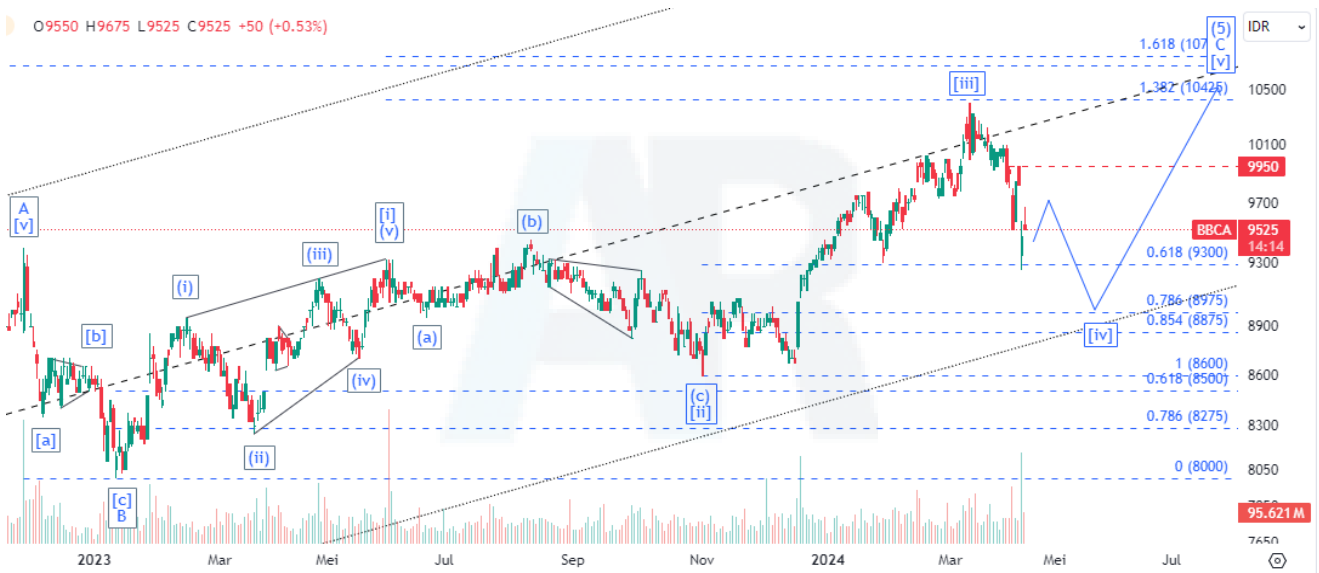 O9550 H9675 L9525 C9525 +50 (+0.53%)
IDR
(5)
C
[v]
1.618 (107
1.382 (10425)
[iii]
10500
10100
9950
9700
BBCA 9525
14:14
9300
0.618 (9300)
0.786 (8975)
0.854 (8875)
8900
[iv]
1 (8600)
8600
0.618 (8500)
0.786 (8275)
8300
0 (8000)
8050
95.621M
7650
A
[v]
[b]
[a]
[c]
B
(i)
(ii)
(iii)
(iv)
[i]
(v)
(a)
(b)
(c)
[ii]
AR
2023 Mar Mei Jul Sep Nov 2024 Mar Mei Jul